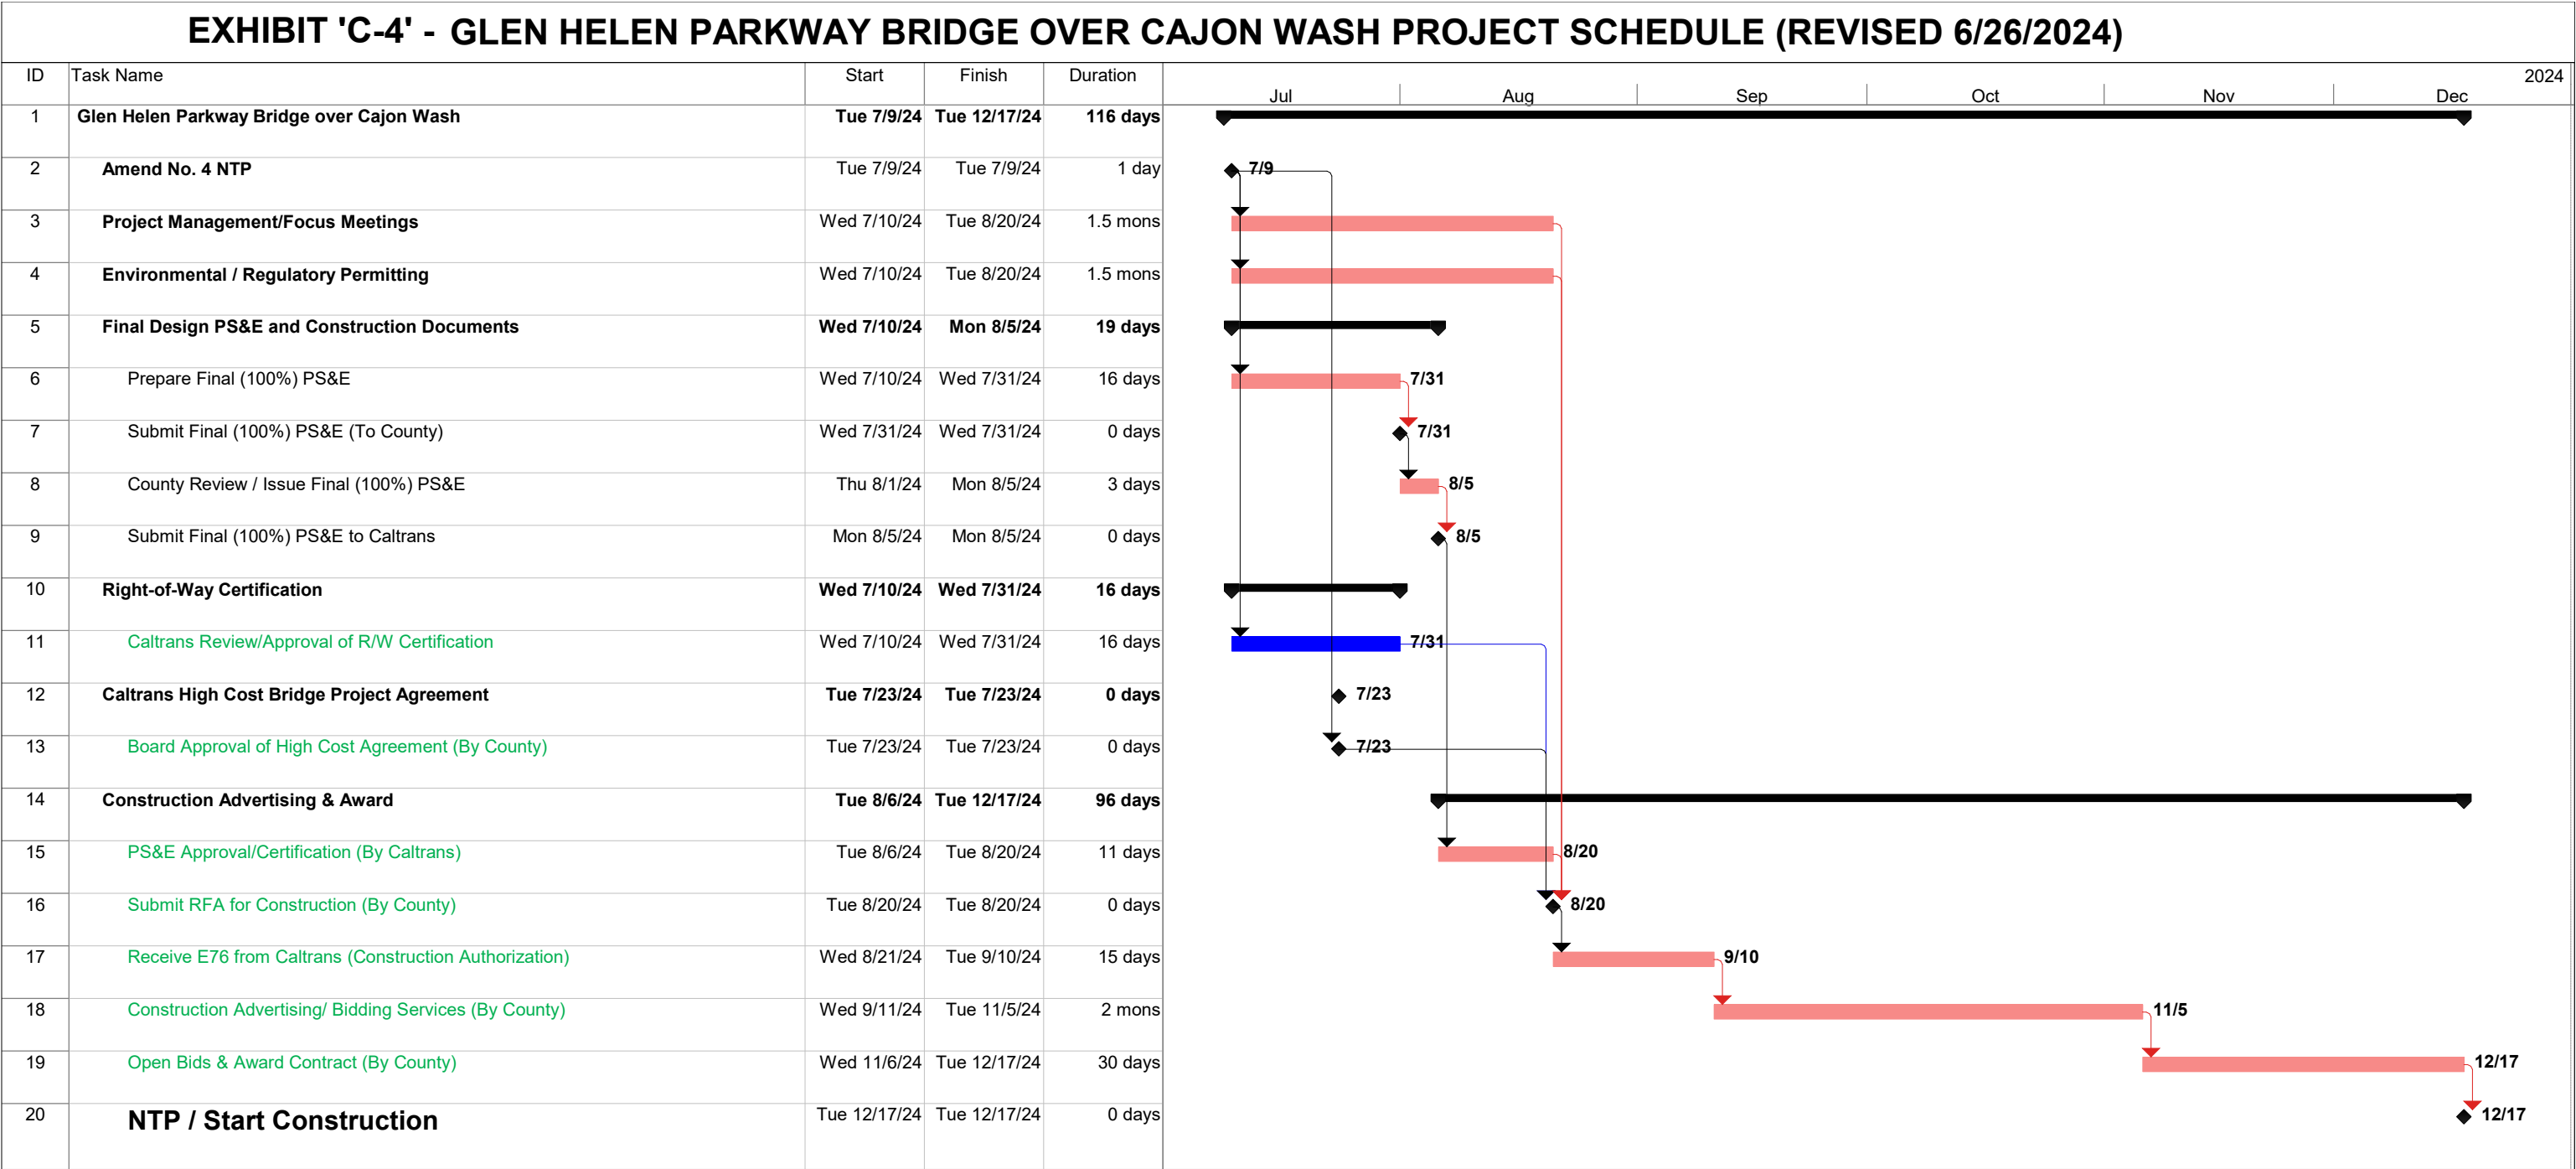 EXHIBIT 'C-4' - GLEN HELEN PARKWAY BRIDGE OVER CAJON WASH PROJECT SCHEDULE (REVISED 6/26/2024)
ID Task Name Start Finish Duration 2024
Jul Aug Sep Oct Nov Dec
1 Glen Helen Parkway Bridge over Cajon Wash Tue 7/9/24 Tue 12/17/24 116 days
2 Amend No. 4 NTP Tue 7/9/24 Tue 7/9/24 1 day 7/9
3 Project Management/Focus Meetings Wed 7/10/24 Tue 8/20/24 1.5 mons
4 Environmental / Regulatory Permitting Wed 7/10/24 Tue 8/20/24 1.5 mons
5 Final Design PS&E and Construction Documents Wed 7/10/24 Mon 8/5/24 19 days
6 Prepare Final (100%) PS&E Wed 7/10/24 Wed 7/31/24 16 days 7/31
7 Submit Final (100%) PS&E (To County) Wed 7/31/24 Wed 7/31/24 0 days 7/31
8 County Review / Issue Final (100%) PS&E Thu 8/1/24 Mon 8/5/24 3 days 8/5
9 Submit Final (100%) PS&E to Caltrans Mon 8/5/24 Mon 8/5/24 0 days 8/5
10 Right-of-Way Certification Wed 7/10/24 Wed 7/31/24 16 days
11 Caltrans Review/Approval of R/W Certification Wed 7/10/24 Wed 7/31/24 16 days 7/31
12 Caltrans High Cost Bridge Project Agreement Tue 7/23/24 Tue 7/23/24 0 days 7/23
13 Board Approval of High Cost Agreement (By County) Tue 7/23/24 Tue 7/23/24 0 days 7/23
14 Construction Advertising & Award Tue 8/6/24 Tue 12/17/24 96 days
15 PS&E Approval/Certification (By Caltrans) Tue 8/6/24 Tue 8/20/24 11 days 8/20
16 Submit RFA for Construction (By County) Tue 8/20/24 Tue 8/20/24 0 days 8/20
17 Receive E76 from Caltrans (Construction Authorization) Wed 8/21/24 Tue 9/10/24 15 days 9/10
18 Construction Advertising/ Bidding Services (By County) Wed 9/11/24 Tue 11/5/24 2 mons 11/5
19 Open Bids & Award Contract (By County) Wed 11/6/24 Tue 12/17/24 30 days 12/17
20 NTP / Start Construction Tue 12/17/24 Tue 12/17/24 0 days 12/17